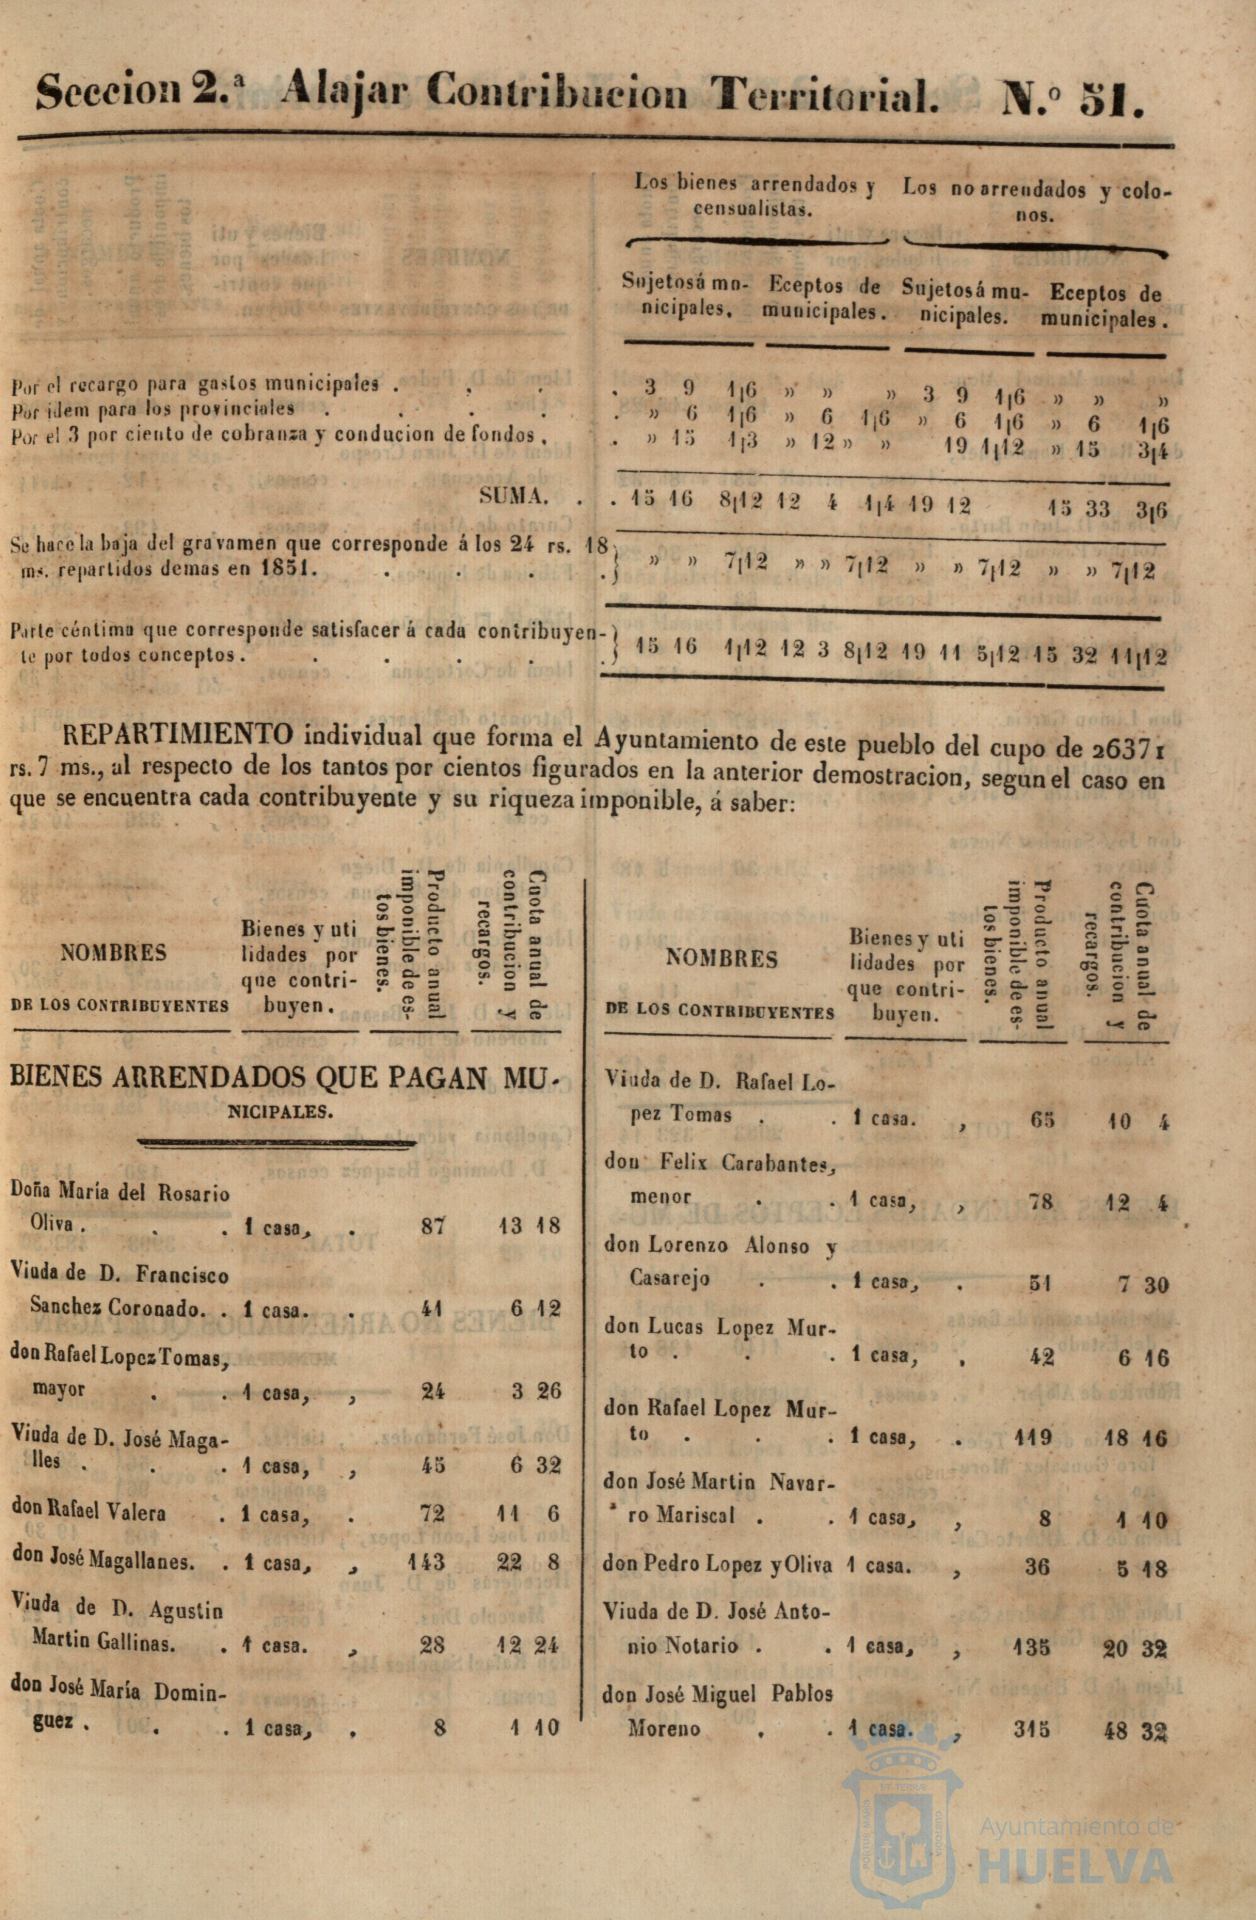 Seccion 2.ª Alajar Contribucion Territorial. N.º 51.
Los bienes arrendados y censualistas. Los no arrendados y colo-
nos.
Sujetos á mu-
nicipales. Eceptos de
municipales. Sujetos á mu-
nicipales. Eceptos de
municipales.
Por el recargo para gastos municipales . , . . 3 9 1|6 » » » 3 9 1|6 » » »
Por idem para los provinciales . . . . . » 6 1|6 » 6 1|6 » 6 1|6 » 6 1|6
Por el 3 por ciento de cobranza y conducion de fondos. . » 15 1|3 » 12 » » 19 1|12 » 15 3|4
SUMA. . . 15 16 8|12 12 4 1|4 19 12 15 33 3|6
Se hace la baja del gravamen que corresponde á los 24 rs. 18
ms. repartidos demas en 1851. . . . .} » » 7|12 » » 7|12 » » 7|12 » » 7|12
Parte céntima que corresponde satisfacer á cada contribuyen-
te por todos conceptos. . . . . .} 15 16 1|12 12 3 8|12 19 11 5|12 15 32 11|12
REPARTIMIENTO individual que forma el Ayuntamiento de este pueblo del cupo de 26371
rs. 7 ms., al respecto de los tantos por cientos figurados en la anterior demostracion, segun el caso en
que se encuentra cada contribuyente y su riqueza imponible, á saber:
NOMBRES
DE LOS CONTRIBUYENTES
Bienes y uti
lidades por
que contri-
buyen.
Producto anual
imponible de es-
tos bienes.
Cuota anual de
contribucion y
recargos.
BIENES ARRENDADOS QUE PAGAN MU-
NICIPALES.
Doña María del Rosario
Oliva . . . 1 casa, . 87 13 18
Viuda de D. Francisco
Sanchez Coronado. . 1 casa. . 41 6 12
don Rafael Lopez Tomas,
mayor . . 1 casa, , 24 3 26
Viuda de D. José Maga-
lles . . . 1 casa, , 45 6 32
don Rafael Valera . 1 casa, . 72 11 6
don José Magallanes. . 1 casa, , 143 22 8
Viuda de D. Agustin
Martin Gallinas. . 1 casa. , 28 12 24
don José María Domin-
guez . . . 1 casa, . 8 1 10
NOMBRES
DE LOS CONTRIBUYENTES
Bienes y uti
lidades por
que contri-
buyen.
Producto anual
imponible de es-
tos bienes.
Cuota anual de
contribucion y
recargos.
Viuda de D. Rafael Lo-
pez Tomas . . 1 casa. , 65 10 4
don Felix Carabantes,
menor . . 1 casa, , 78 12 4
don Lorenzo Alonso y
Casarejo . . 1 casa, . 51 7 30
don Lucas Lopez Mur-
to . . . 1 casa, . 42 6 16
don Rafael Lopez Mur-
to . . . 1 casa, . 119 18 16
don José Martin Navar-
ro Mariscal . . 1 casa, , 8 1 10
don Pedro Lopez y Oliva 1 casa. , 36 5 18
Viuda de D. José Anto-
nio Notario . . 1 casa, , 135 20 32
don José Miguel Pablos
Moreno . . 1 casa. , 315 48 32
Ayuntamiento de
HUELVA